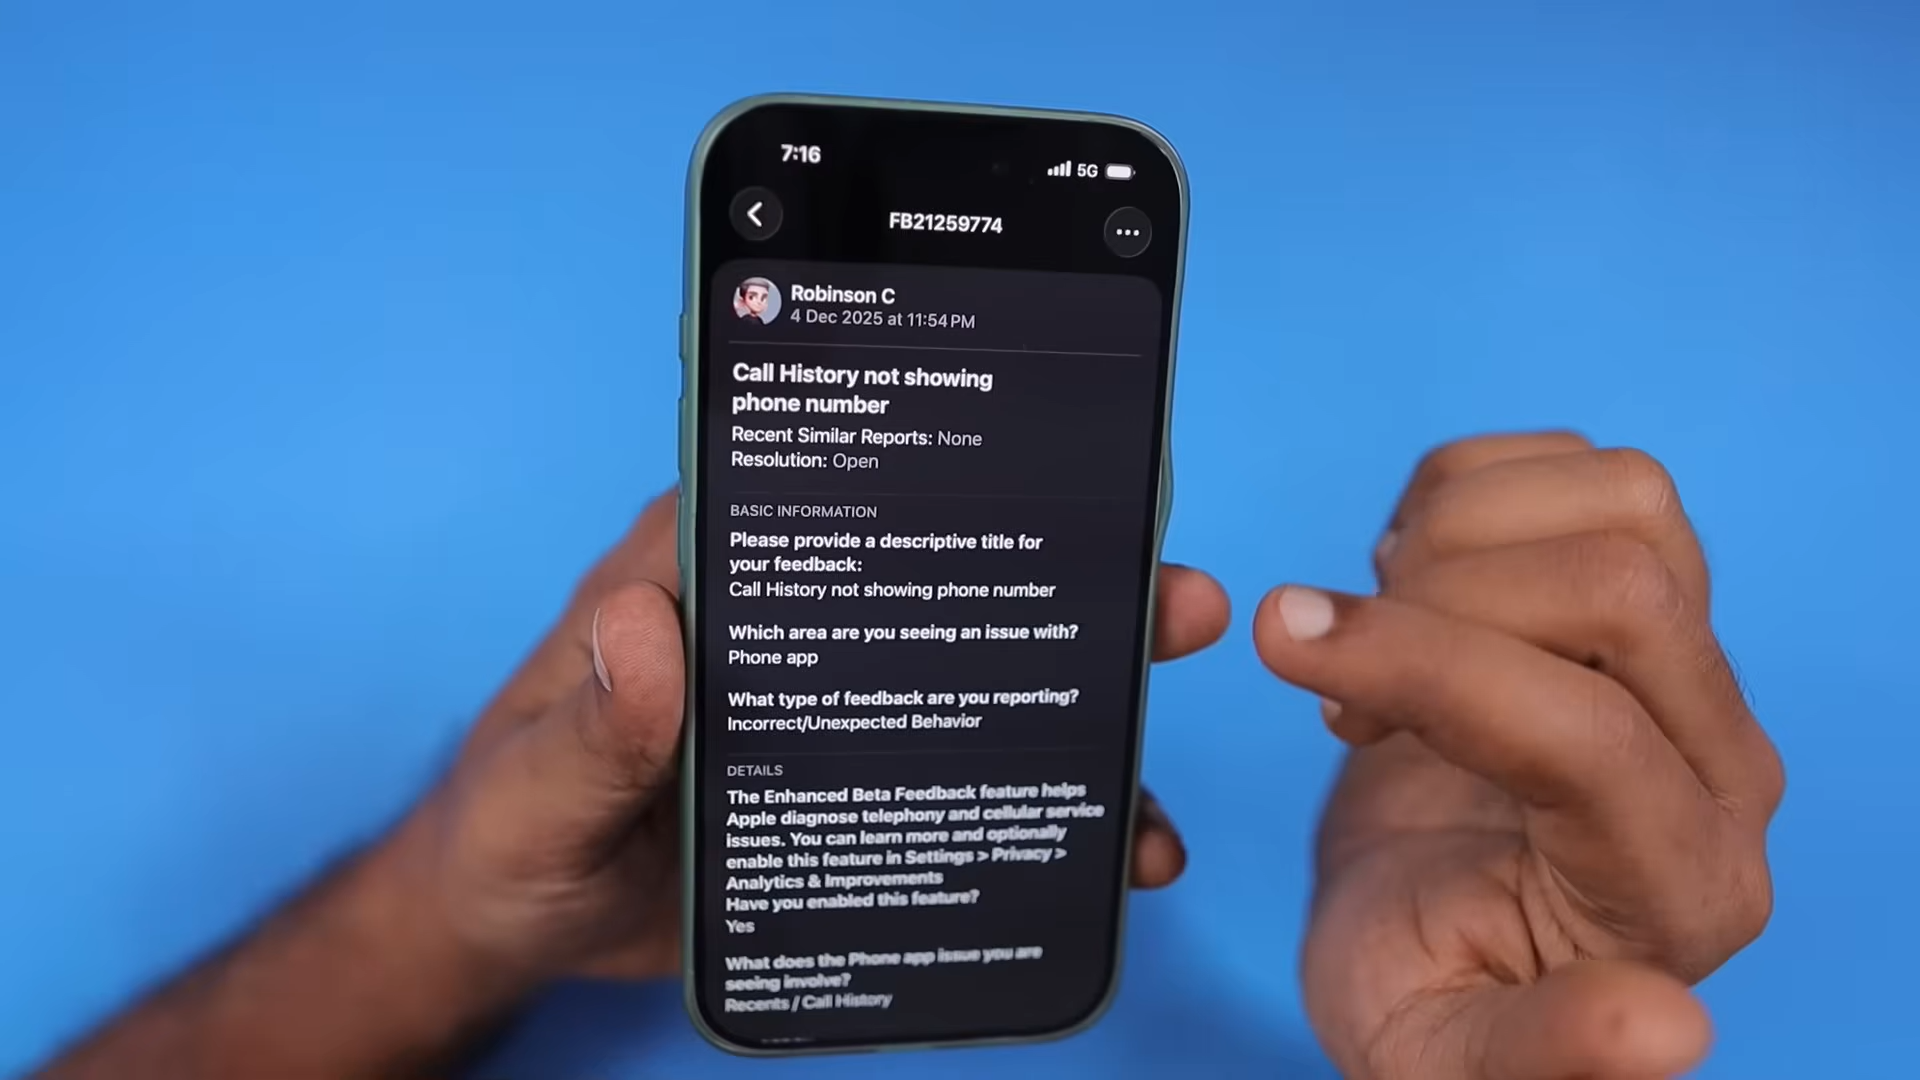 7:16
5G
FB21259774
Robinson C
4 Dec 2025 at 11:54 PM
Call History not showing
phone number
Recent Similar Reports: None
Resolution: Open
BASIC INFORMATION
Please provide a descriptive title for
your feedback:
Call History not showing phone number
Which area are you seeing an issue with?
Phone app
What type of feedback are you reporting?
Incorrect/Unexpected Behavior
DETAILS
The Enhanced Beta Feedback feature helps
Apple diagnose telephony and cellular service
issues. You can learn more and optionally
enable this feature in Settings > Privacy >
Analytics & Improvements
Have you enabled this feature?
Yes
What does the Phone app issue you are
seeing involve?
Recents / Call History